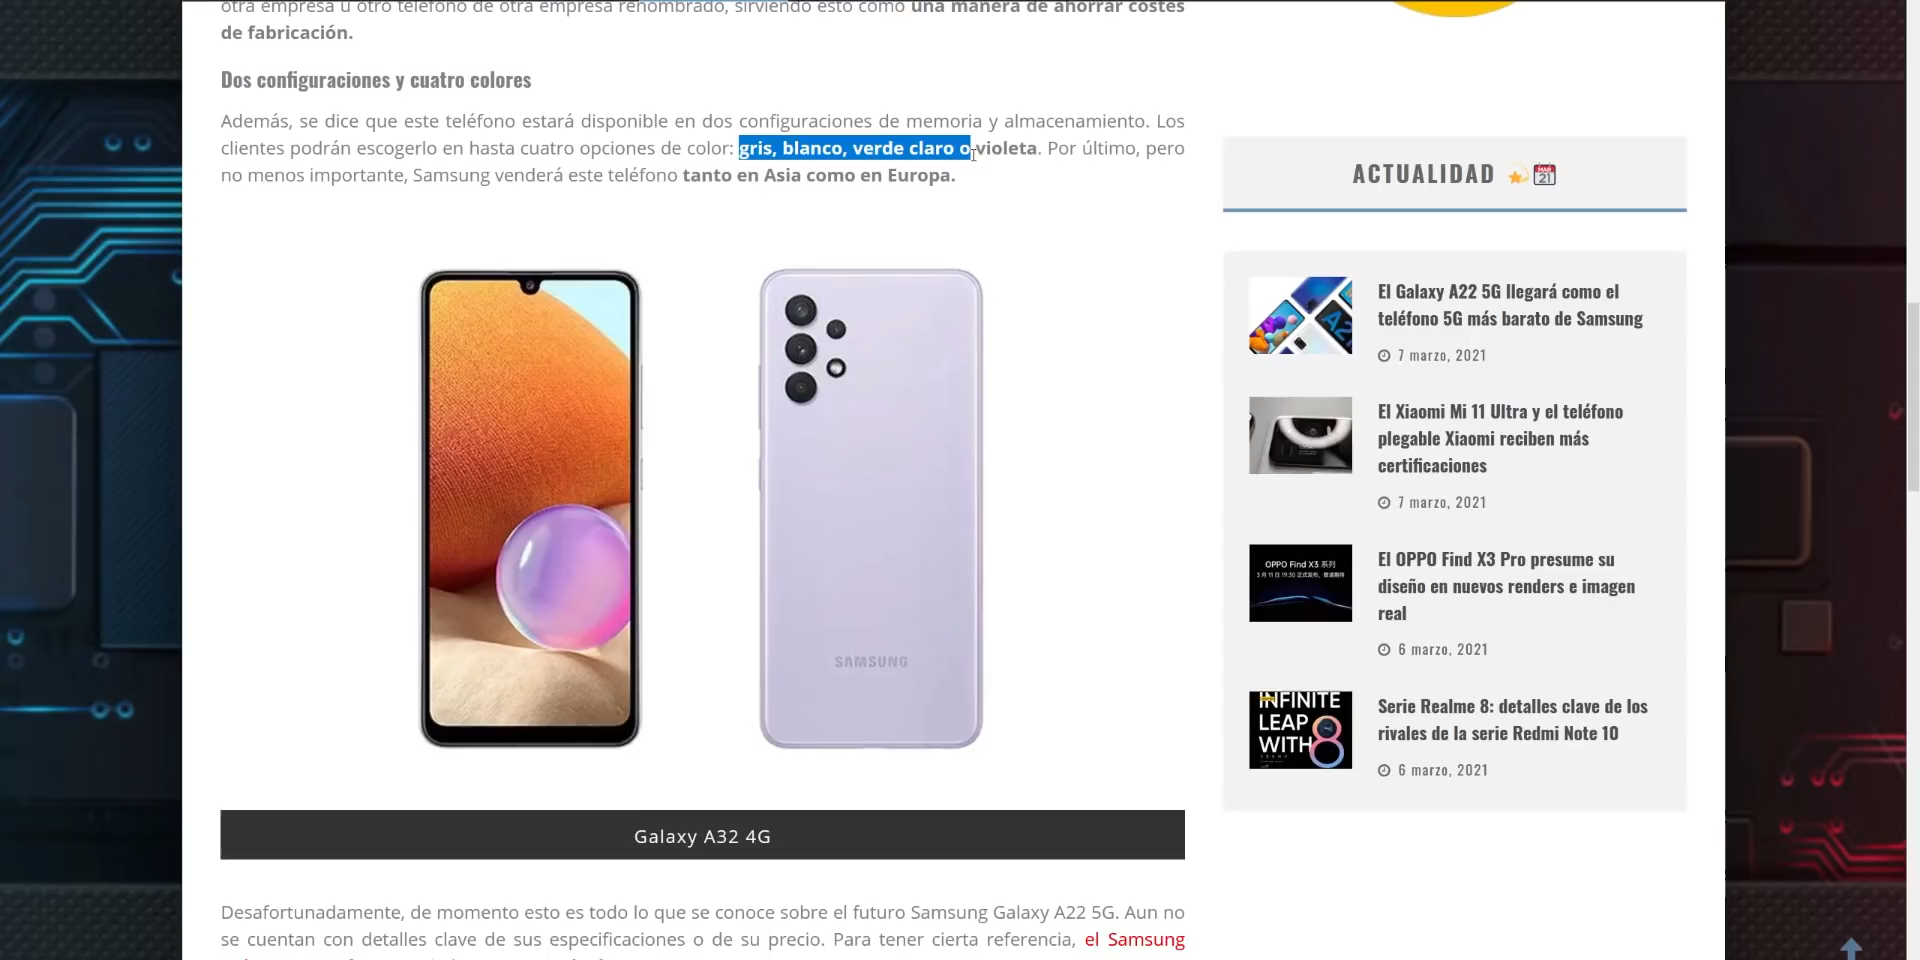 otra empresa u otro teléfono de otra empresa renombrado, sirviendo esto como una manera de ahorrar costes
de fabricación.
Dos configuraciones y cuatro colores
Además, se dice que este teléfono estará disponible en dos configuraciones de memoria y almacenamiento. Los
clientes podrán escogerlo en hasta cuatro opciones de color: gris, blanco, verde claro o violeta. Por último, pero
no menos importante, Samsung venderá este teléfono tanto en Asia como en Europa.
SAMSUNG
Galaxy A32 4G
Desafortunadamente, de momento esto es todo lo que se conoce sobre el futuro Samsung Galaxy A22 5G. Aun no
se cuentan con detalles clave de sus especificaciones o de su precio. Para tener cierta referencia, el Samsung
ACTUALIDAD
MAR
21
El Galaxy A22 5G llegará como el
teléfono 5G más barato de Samsung
7 marzo, 2021
El Xiaomi Mi 11 Ultra y el teléfono
plegable Xiaomi reciben más
certificaciones
7 marzo, 2021
OPPO Find X3 系列
El OPPO Find X3 Pro presume su
diseño en nuevos renders e imagen
real
6 marzo, 2021
INFINITE
LEAP
WITH 8
Serie Realme 8: detalles clave de los
rivales de la serie Redmi Note 10
6 marzo, 2021